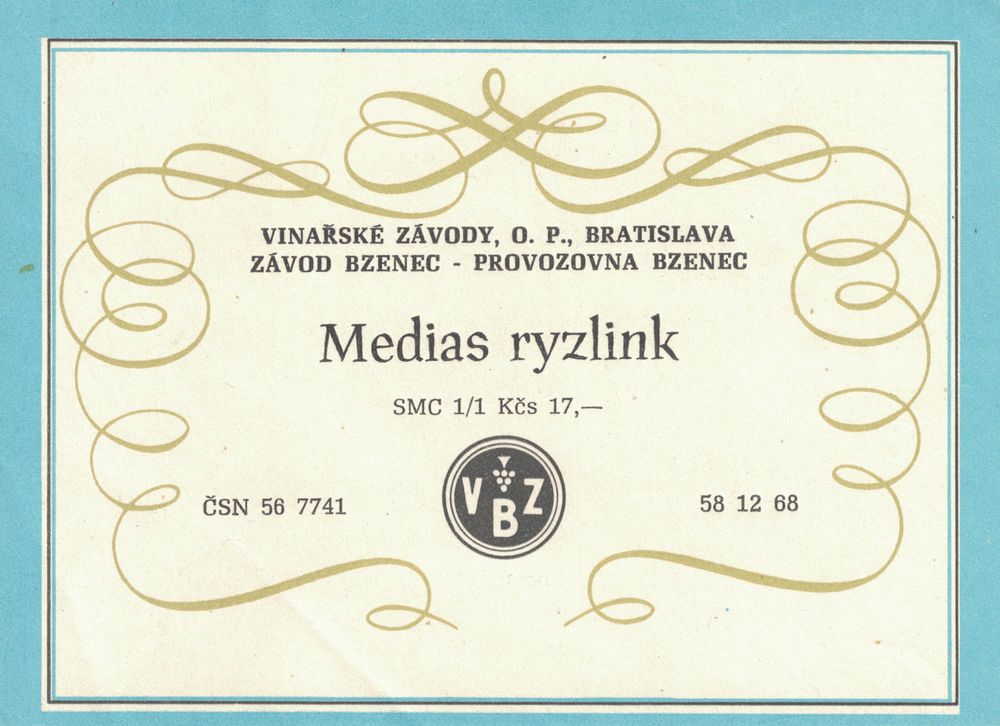 VINAŘSKÉ ZÁVODY, O. P., BRATISLAVA
ZÁVOD BZENEC - PROVOZOVNA BZENEC
Medias ryzlink
SMC 1/1 Kčs 17,—
VBZ
ČSN 56 7741
58 12 68